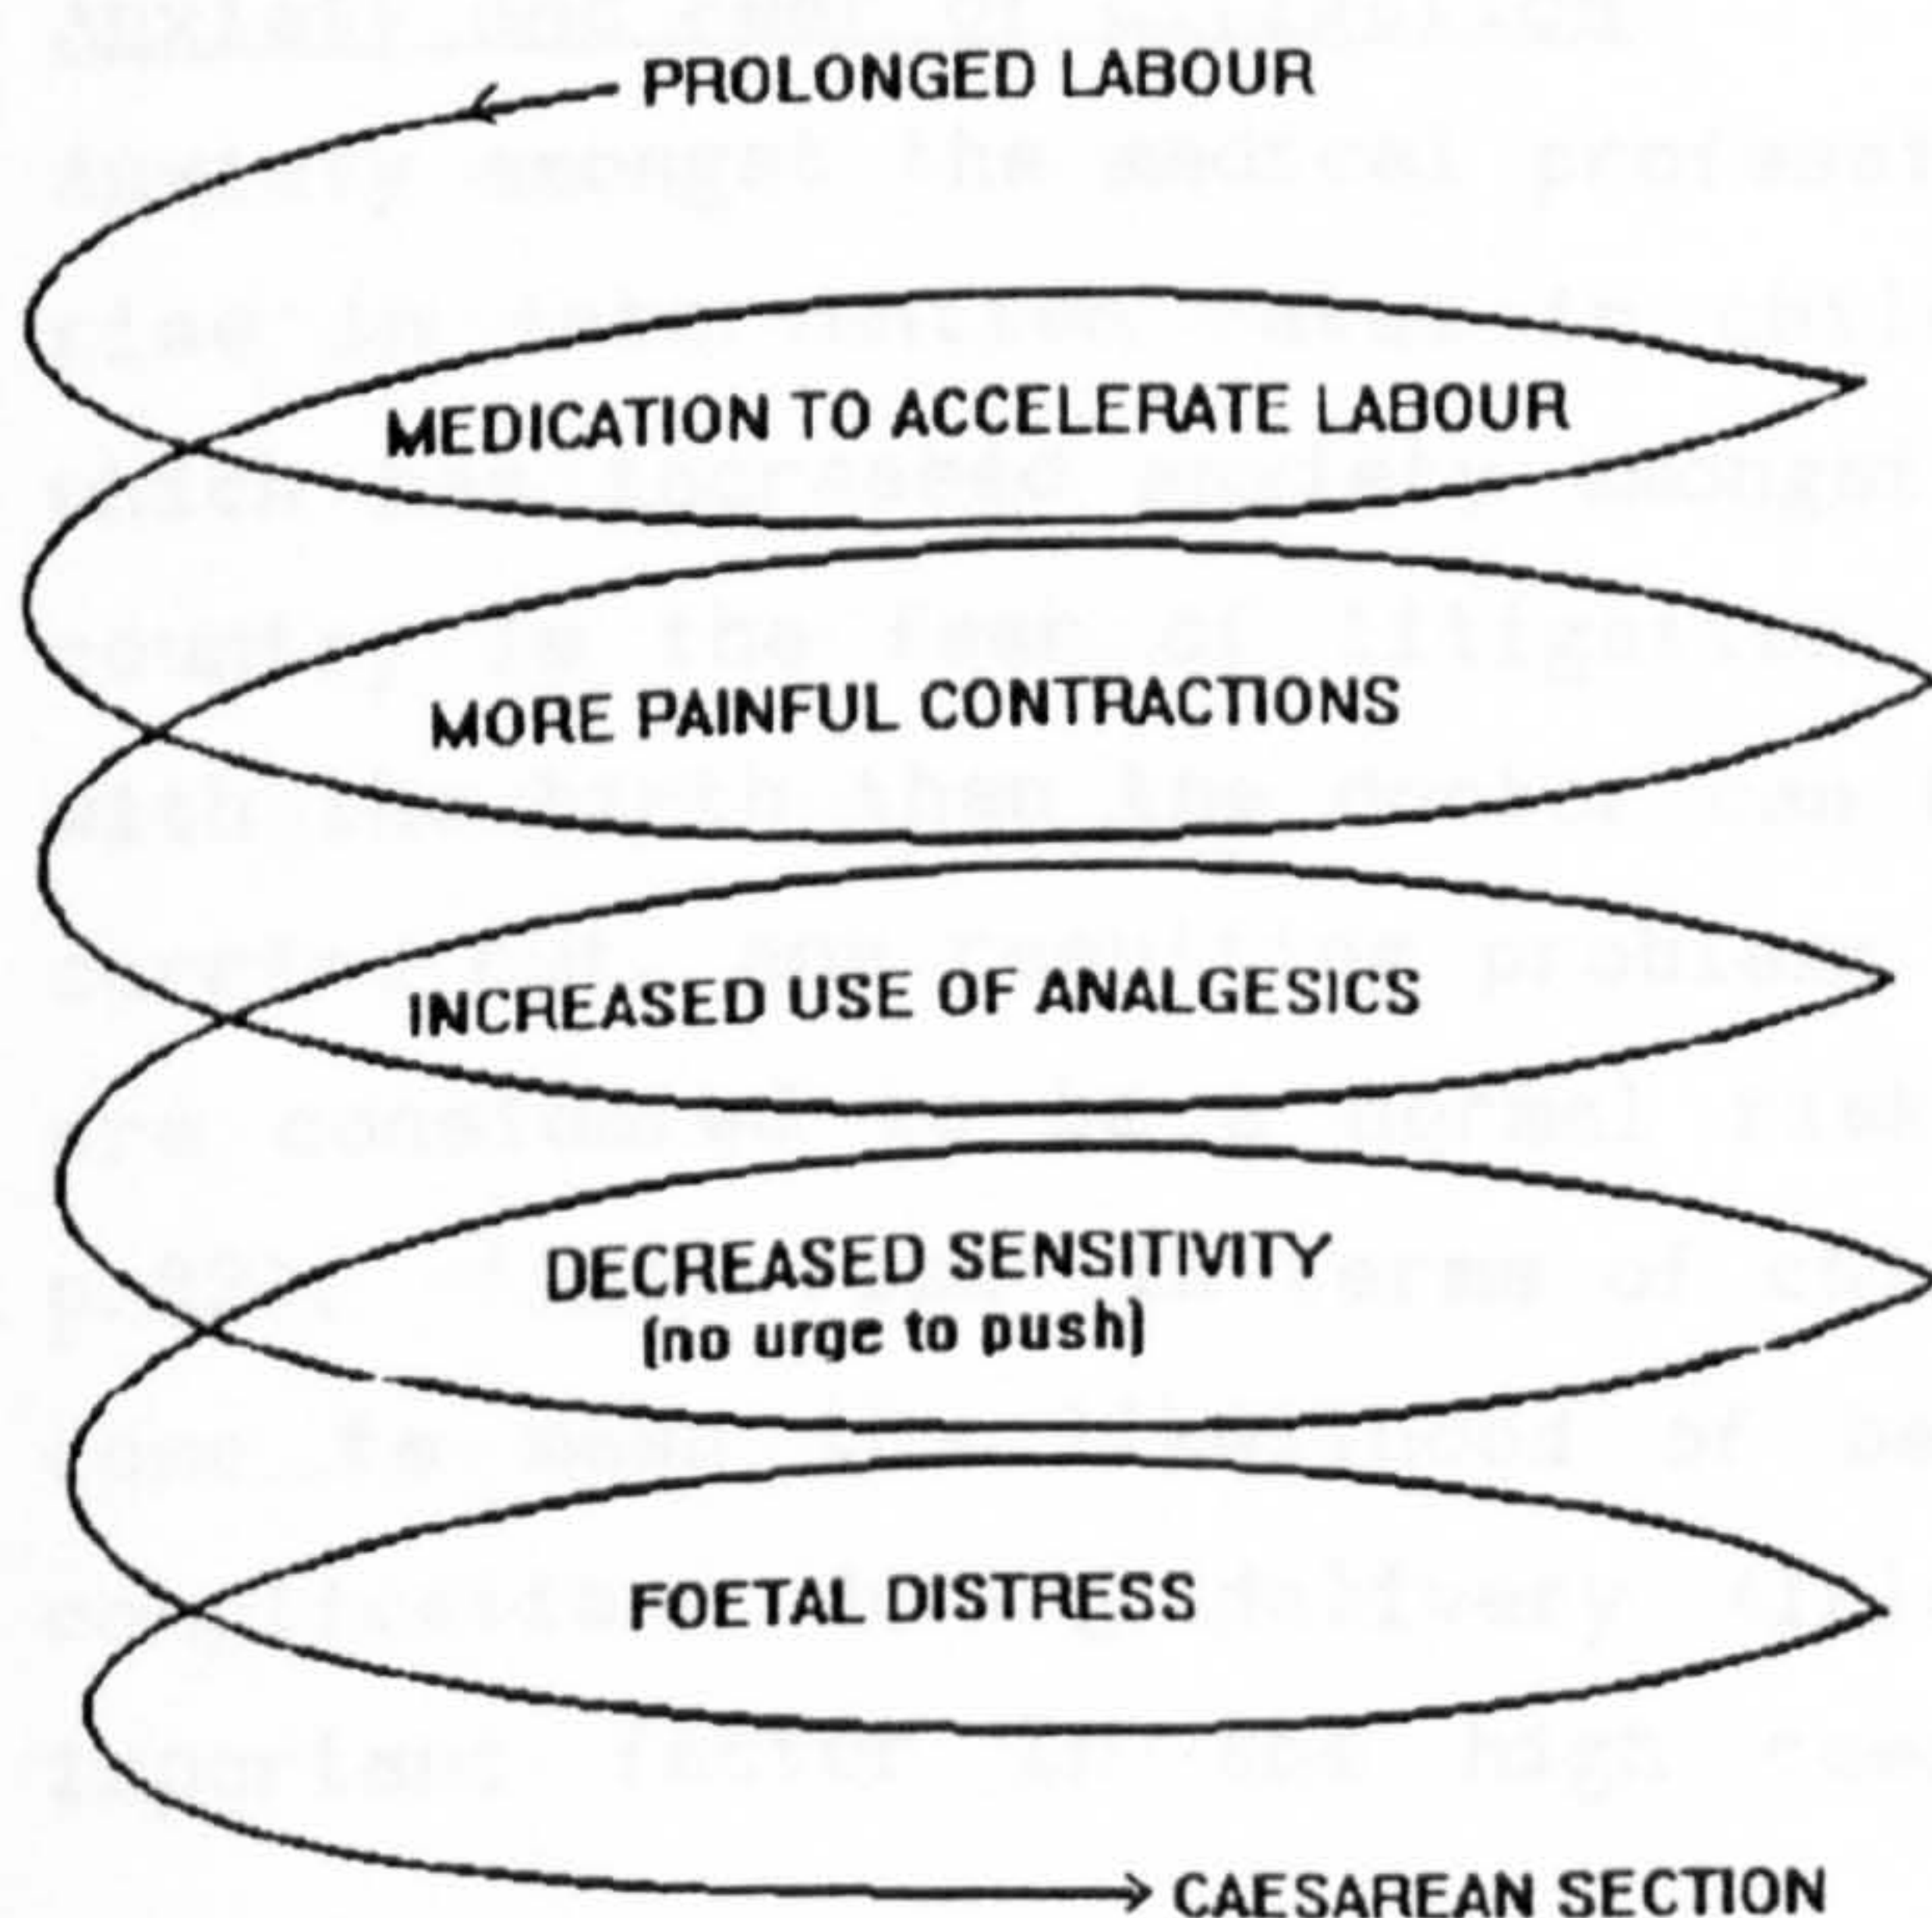 PROLONGED LABOUR
MEDICATION TO ACCELERATE LABOUR
MORE PAINFUL CONTRACTIONS
INCREASED USE OF ANALGESICS
DECREASED SENSITIVITY
(no urge to push)
FOETAL DISTRESS
CAESAREAN SECTION